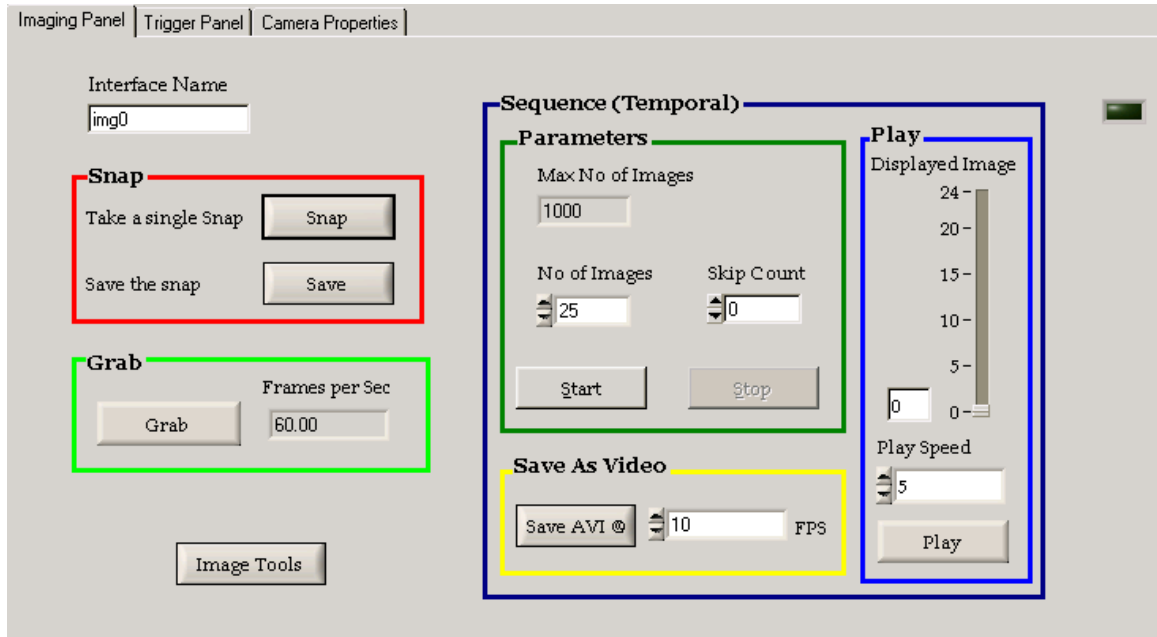 Imaging Panel
Trigger Panel
Camera Properties
Interface Name
img0
Snap
Take a single Snap
Snap
Save the snap
Save
Grab
Frames per Sec
Grab
60.00
Image Tools
Sequence (Temporal)
Parameters
Max No of Images
1000
No of Images
Skip Count
25
0
Start
Stop
Save As Video
Save AVI @
10
FPS
Play
Displayed Image
24
20
15
10
5
0
0
Play Speed
5
Play